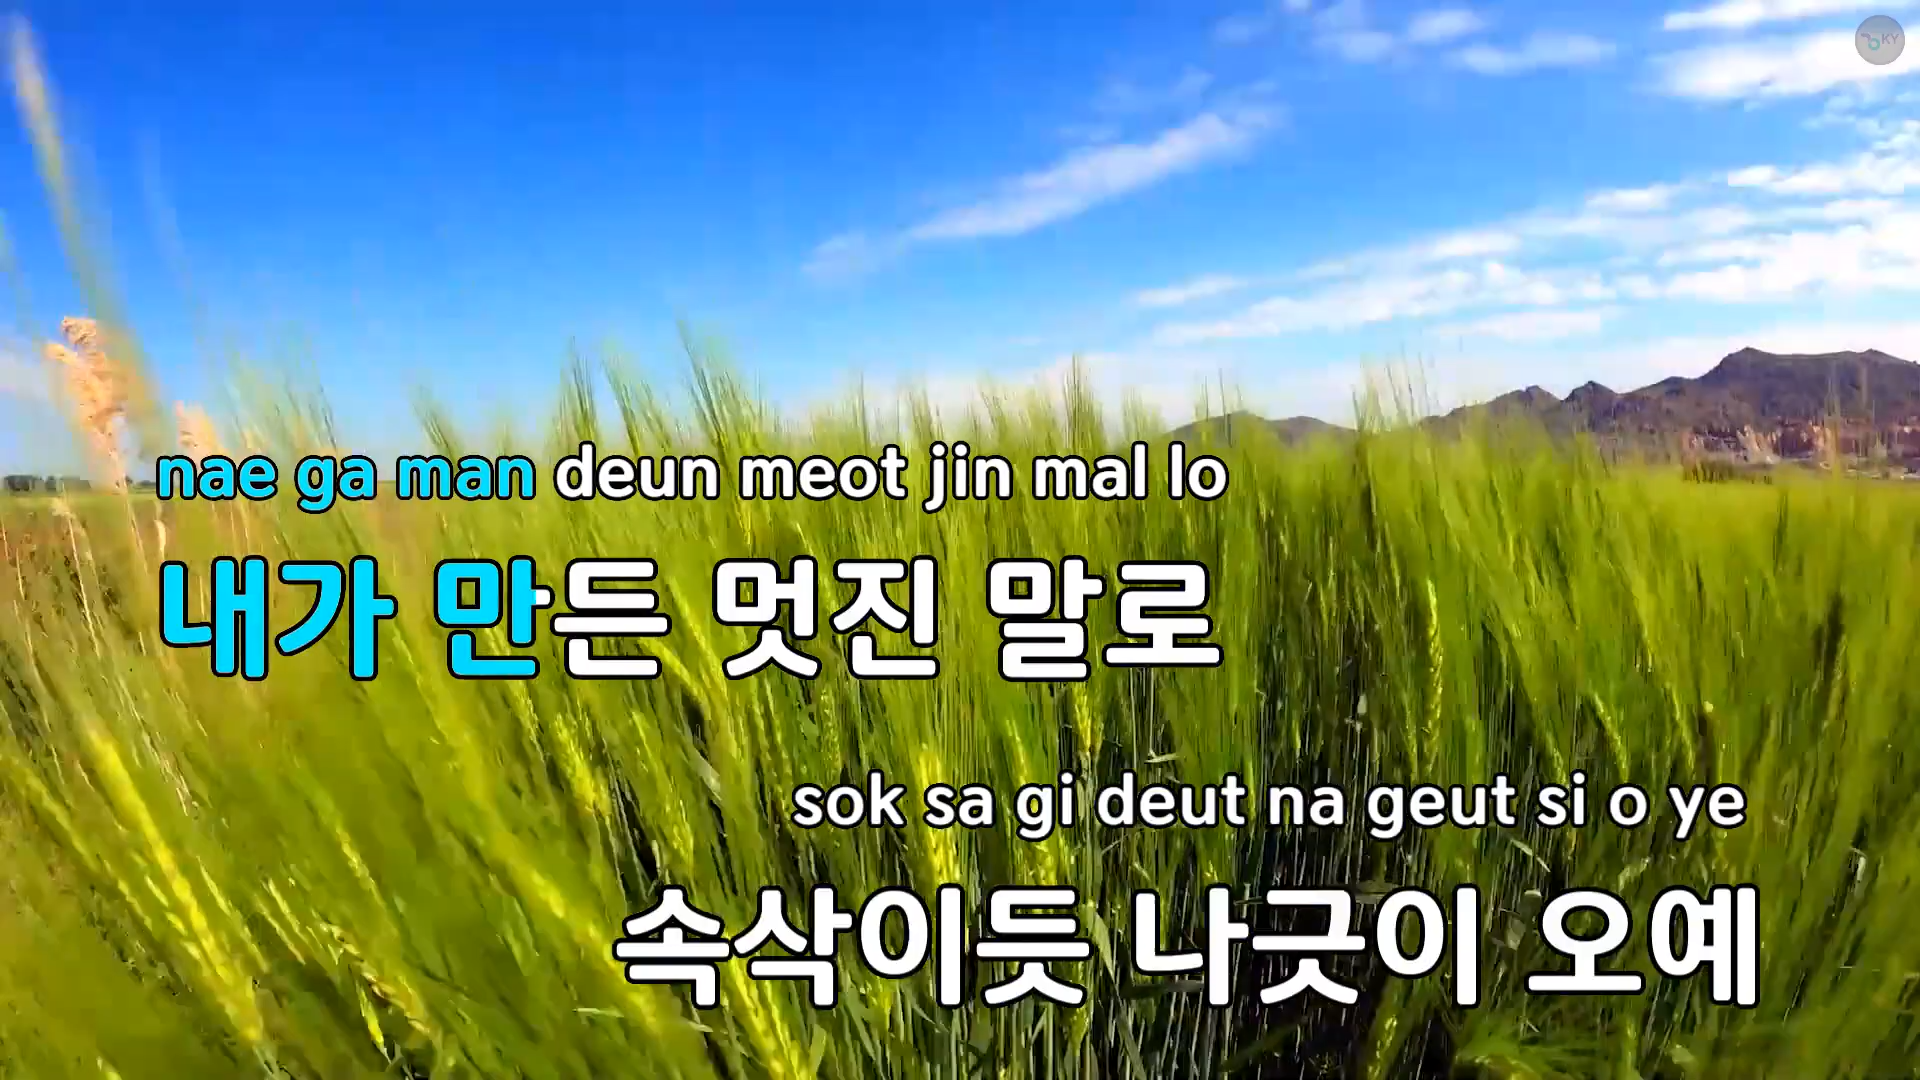 KY
nae ga man deun meot jin mal lo
내가 만든 멋진 말로
sok sa gi deut na geut si o ye
속삭이듯 나긋이 오예